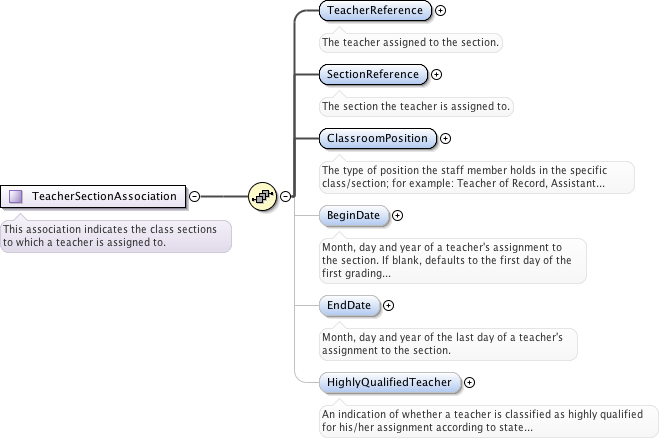 TeacherReference
The teacher assigned to the section.
SectionReference
The section the teacher is assigned to.
ClassroomPosition
The type of position the staff member holds in the specific
class/section; for example: Teacher of Record, Assistant...
TeacherSectionAssociation
This association indicates the class sections
to which a teacher is assigned to.
BeginDate
Month, day and year of a teacher's assignment to
the section. If blank, defaults to the first day of the
first grading...
EndDate
Month, day and year of the last day of a teacher's
assignment to the section.
HighlyQualifiedTeacher
An indication of whether a teacher is classified as highly qualified
for his/her assignment according to state...